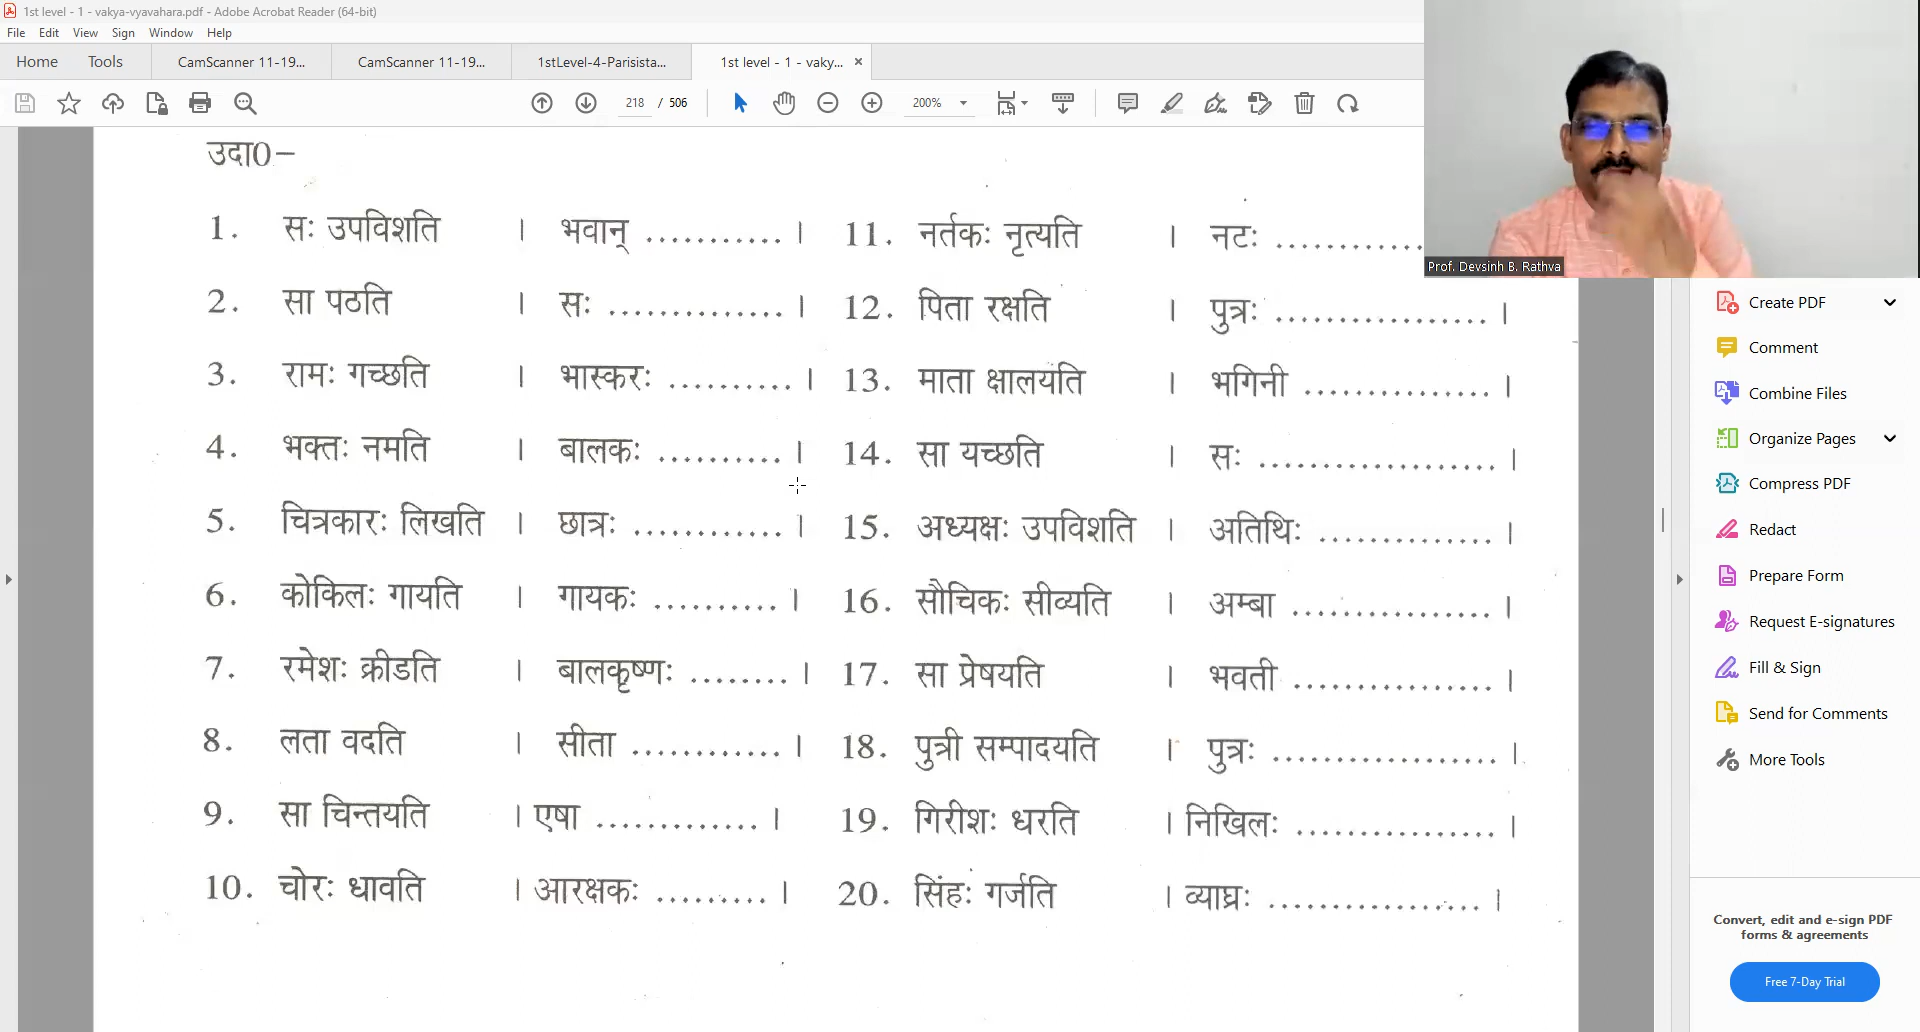 1st level - 1 - vakya-vyavahara.pdf - Adobe Acrobat Reader (64-bit)
File Edit View Sign Window Help
Home Tools CamScanner 11-19... CamScanner 11-19... 1stLevel-4-Parisista... 1st level - 1 - vaky... ×
218 / 506 200%
उदा0–
1. सः उपविशति । भवान् ............ ।
2. सा पठति । सः .............. ।
3. रामः गच्छति । भास्करः .......... ।
4. भक्तः नमति । बालकः .......... ।
5. चित्रकारः लिखति । छात्रः ............ ।
6. कोकिलः गायति । गायकः .......... ।
7. रमेशः क्रीडति । बालकृष्णः ........ ।
8. लता वदति । सीता ............ ।
9. सा चिन्तयति । एषा ............. ।
10. चोरः धावति । आरक्षकः ......... ।
11. नर्तकः नृत्यति । नटः ............
12. पिता रक्षति । पुत्रः ................. ।
13. माता क्षालयति । भगिनी ............... ।
14. सा यच्छति । सः ................... ।
15. अध्यक्षः उपविशति । अतिथिः .............. ।
16. सौचिकः सीव्यति । अम्बा ................ ।
17. सा प्रेषयति । भवती ................ ।
18. पुत्री सम्पादयति । पुत्रः .................. ।
19. गिरीशः धरति । निखिलः ................ ।
20. सिंहः गर्जति । व्याघ्रः ................. ।
Prof. Devsinh B. Rathva
Create PDF
Comment
Combine Files
Organize Pages
Compress PDF
Redact
Prepare Form
Request E-signatures
Fill & Sign
Send for Comments
More Tools
Convert, edit and e-sign PDF
forms & agreements
Free 7-Day Trial